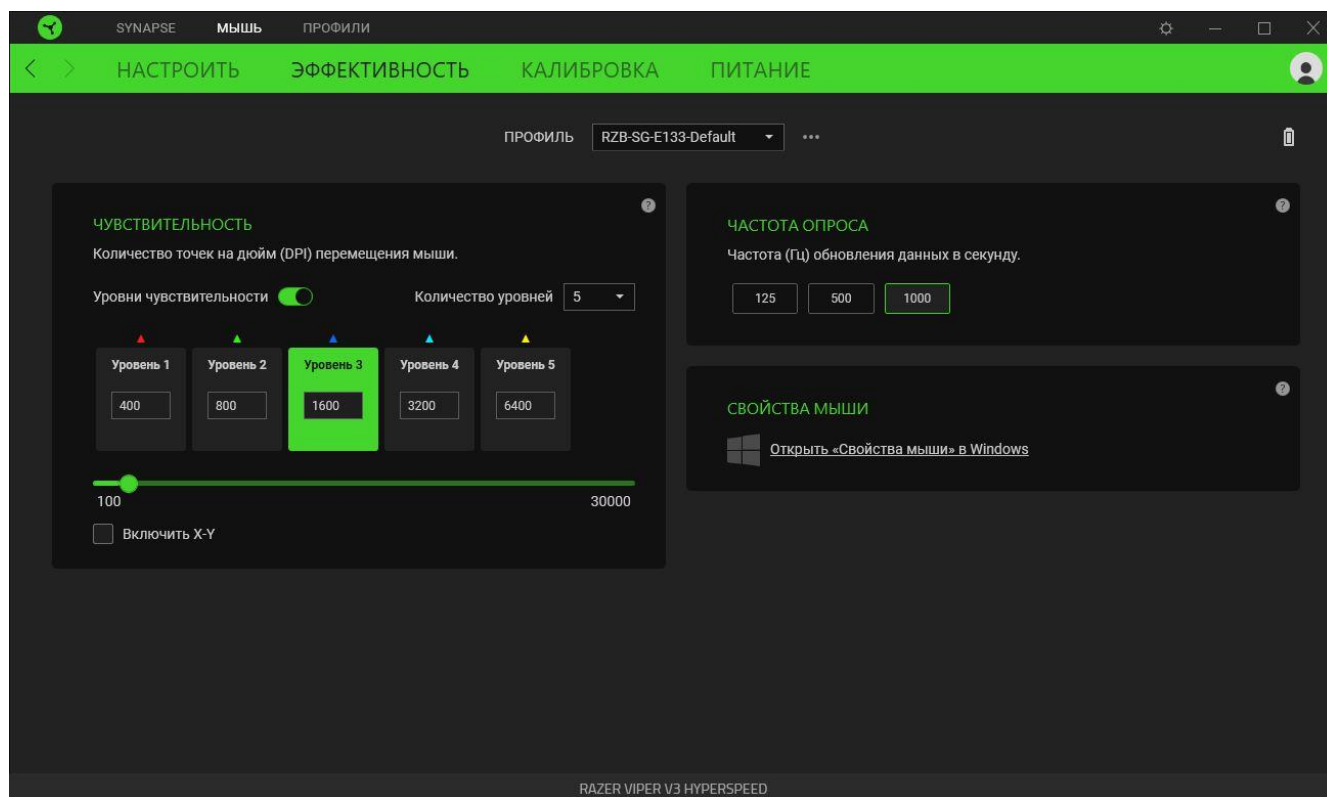 SYNAPSE МЫШЬ ПРОФИЛИ
НАСТРОИТЬ ЭФФЕКТИВНОСТЬ КАЛИБРОВКА ПИТАНИЕ
ПРОФИЛЬ RZB-SG-E133-Default
ЧУВСТВИТЕЛЬНОСТЬ
Количество точек на дюйм (DPI) перемещения мыши.
Уровни чувствительности Количество уровней 5
Уровень 1 Уровень 2 Уровень 3 Уровень 4 Уровень 5
400 800 1600 3200 6400
100 30000
Включить X-Y
ЧАСТОТА ОПРОСА
Частота (Гц) обновления данных в секунду.
125 500 1000
СВОЙСТВА МЫШИ
Открыть «Свойства мыши» в Windows
RAZER VIPER V3 HYPERSPEED